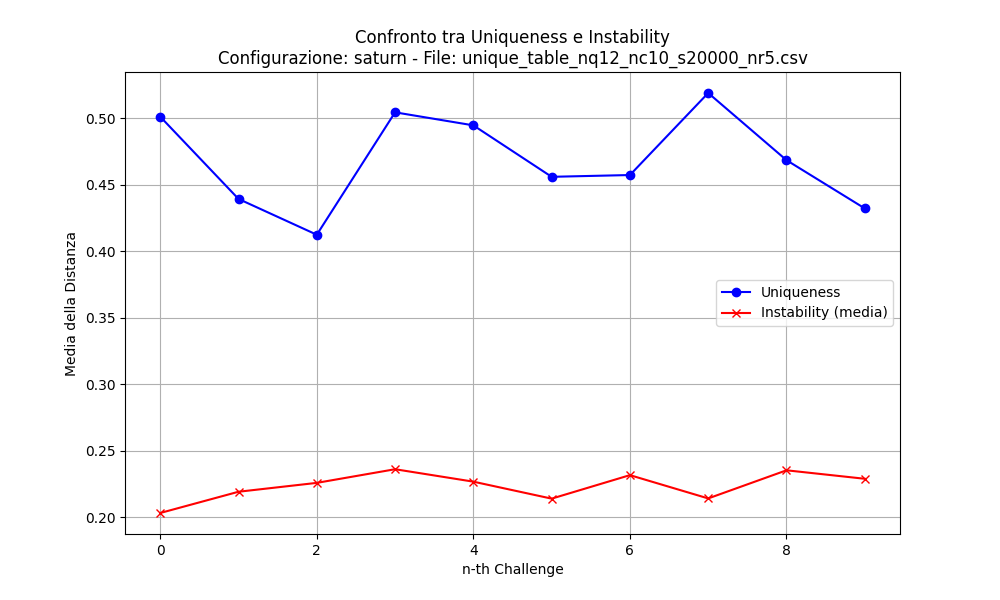 Confronto tra Uniqueness e Instability
Configurazione: saturn - File: unique_table_nq12_nc10_s20000_nr5.csv
Media della Distanza
0.50
0.45
0.40
0.35
0.30
0.25
0.20
Uniqueness
Instability (media)
0 2 4 6 8
n-th Challenge